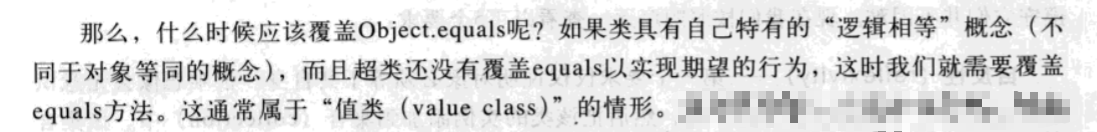 那么，什么时候应该覆盖Object.equals呢？如果类具有自己特有的“逻辑相等”概念（不
同于对象等同的概念），而且超类还没有覆盖equals以实现期望的行为，这时我们就需要覆盖
equals方法。这通常属于“值类（value class）”的情形。